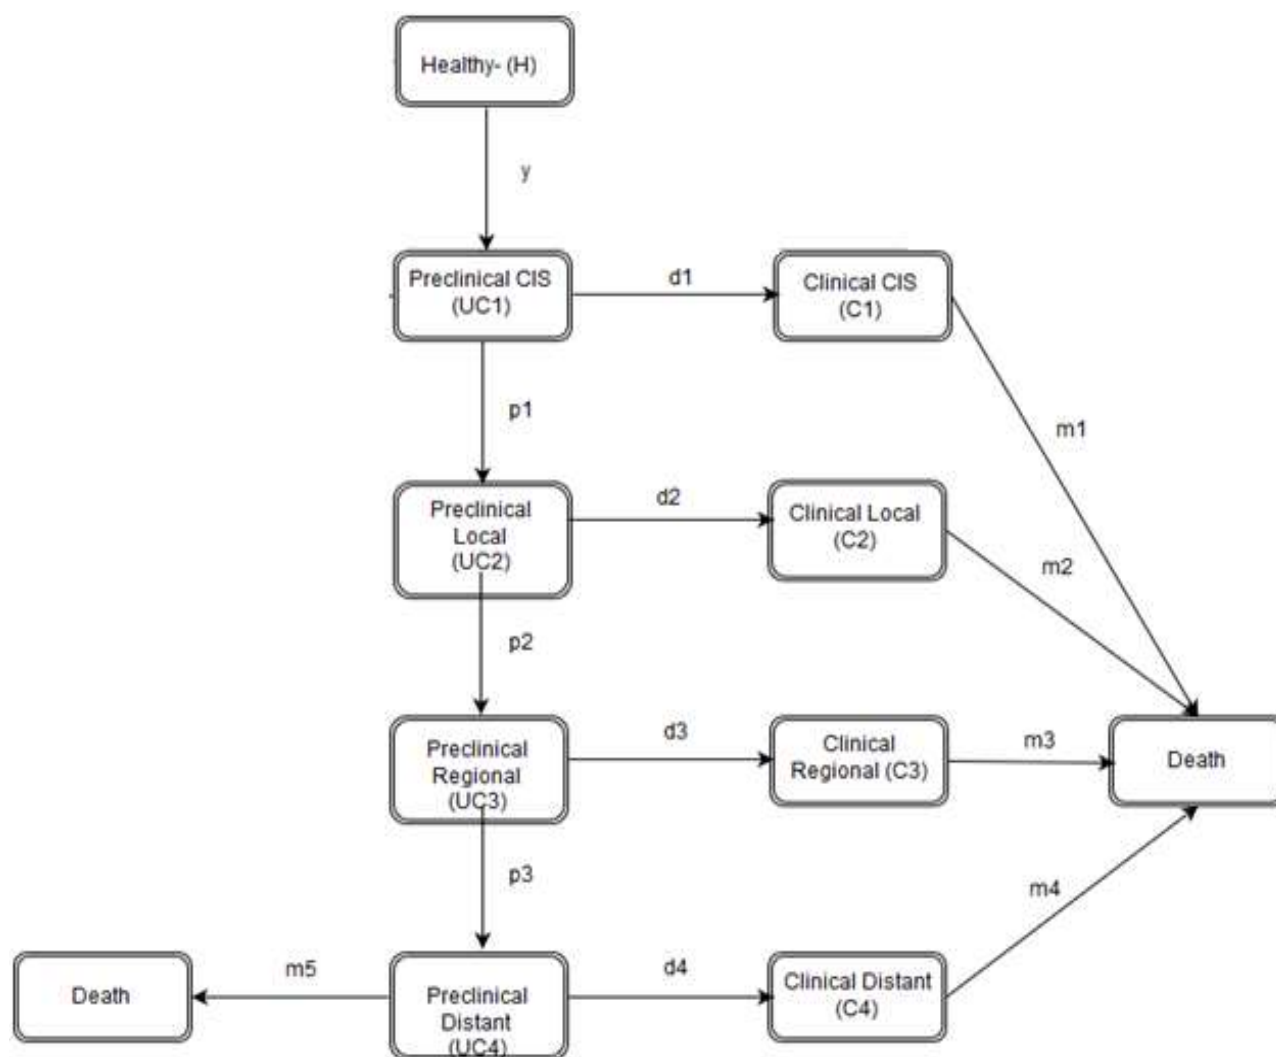 Healthy- (H)
y
Preclinical CIS
(UC1)
d1
Clinical CIS
(C1)
p1
m1
Preclinical
Local
(UC2)
d2
Clinical Local
(C2)
m2
p2
Preclinical
Regional
(UC3)
d3
Clinical
Regional (C3)
m3
Death
p3
m4
Death
m5
Preclinical
Distant
(UC4)
d4
Clinical Distant
(C4)